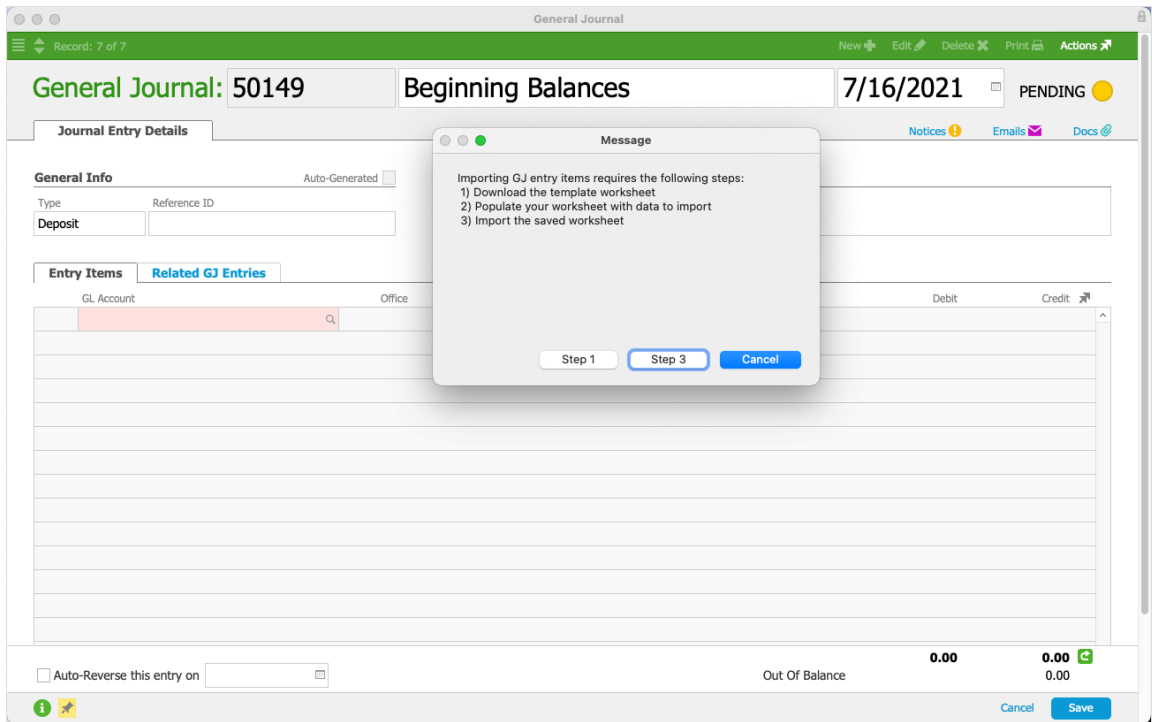 General Journal
Record: 7 of 7
New Edit Delete Print Actions
General Journal: 50149 Beginning Balances 7/16/2021 PENDING
Journal Entry Details
Notices Emails Docs
Message
Importing GJ entry items requires the following steps:
1) Download the template worksheet
2) Populate your worksheet with data to import
3) Import the saved worksheet
Step 1 Step 3 Cancel
General Info Auto-Generated
Type Reference ID
Deposit
Entry Items Related GJ Entries
GL Account Office Debit Credit
0.00 0.00
Auto-Reverse this entry on Out Of Balance 0.00
Cancel Save